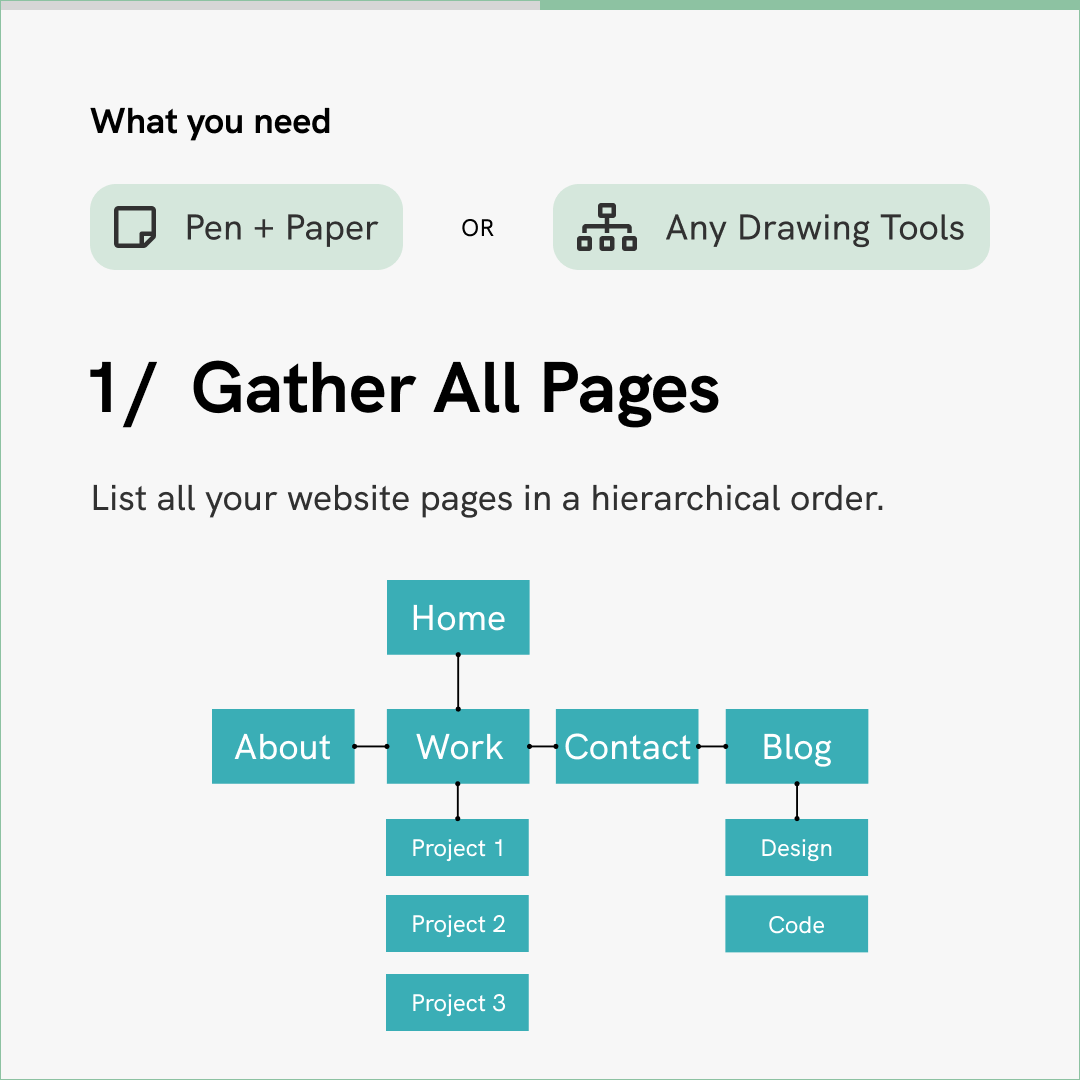 What you need
Pen + Paper OR Any Drawing Tools
1/ Gather All Pages
List all your website pages in a hierarchical order.
Home
About Work Contact Blog
Project 1 Design
Project 2 Code
Project 3